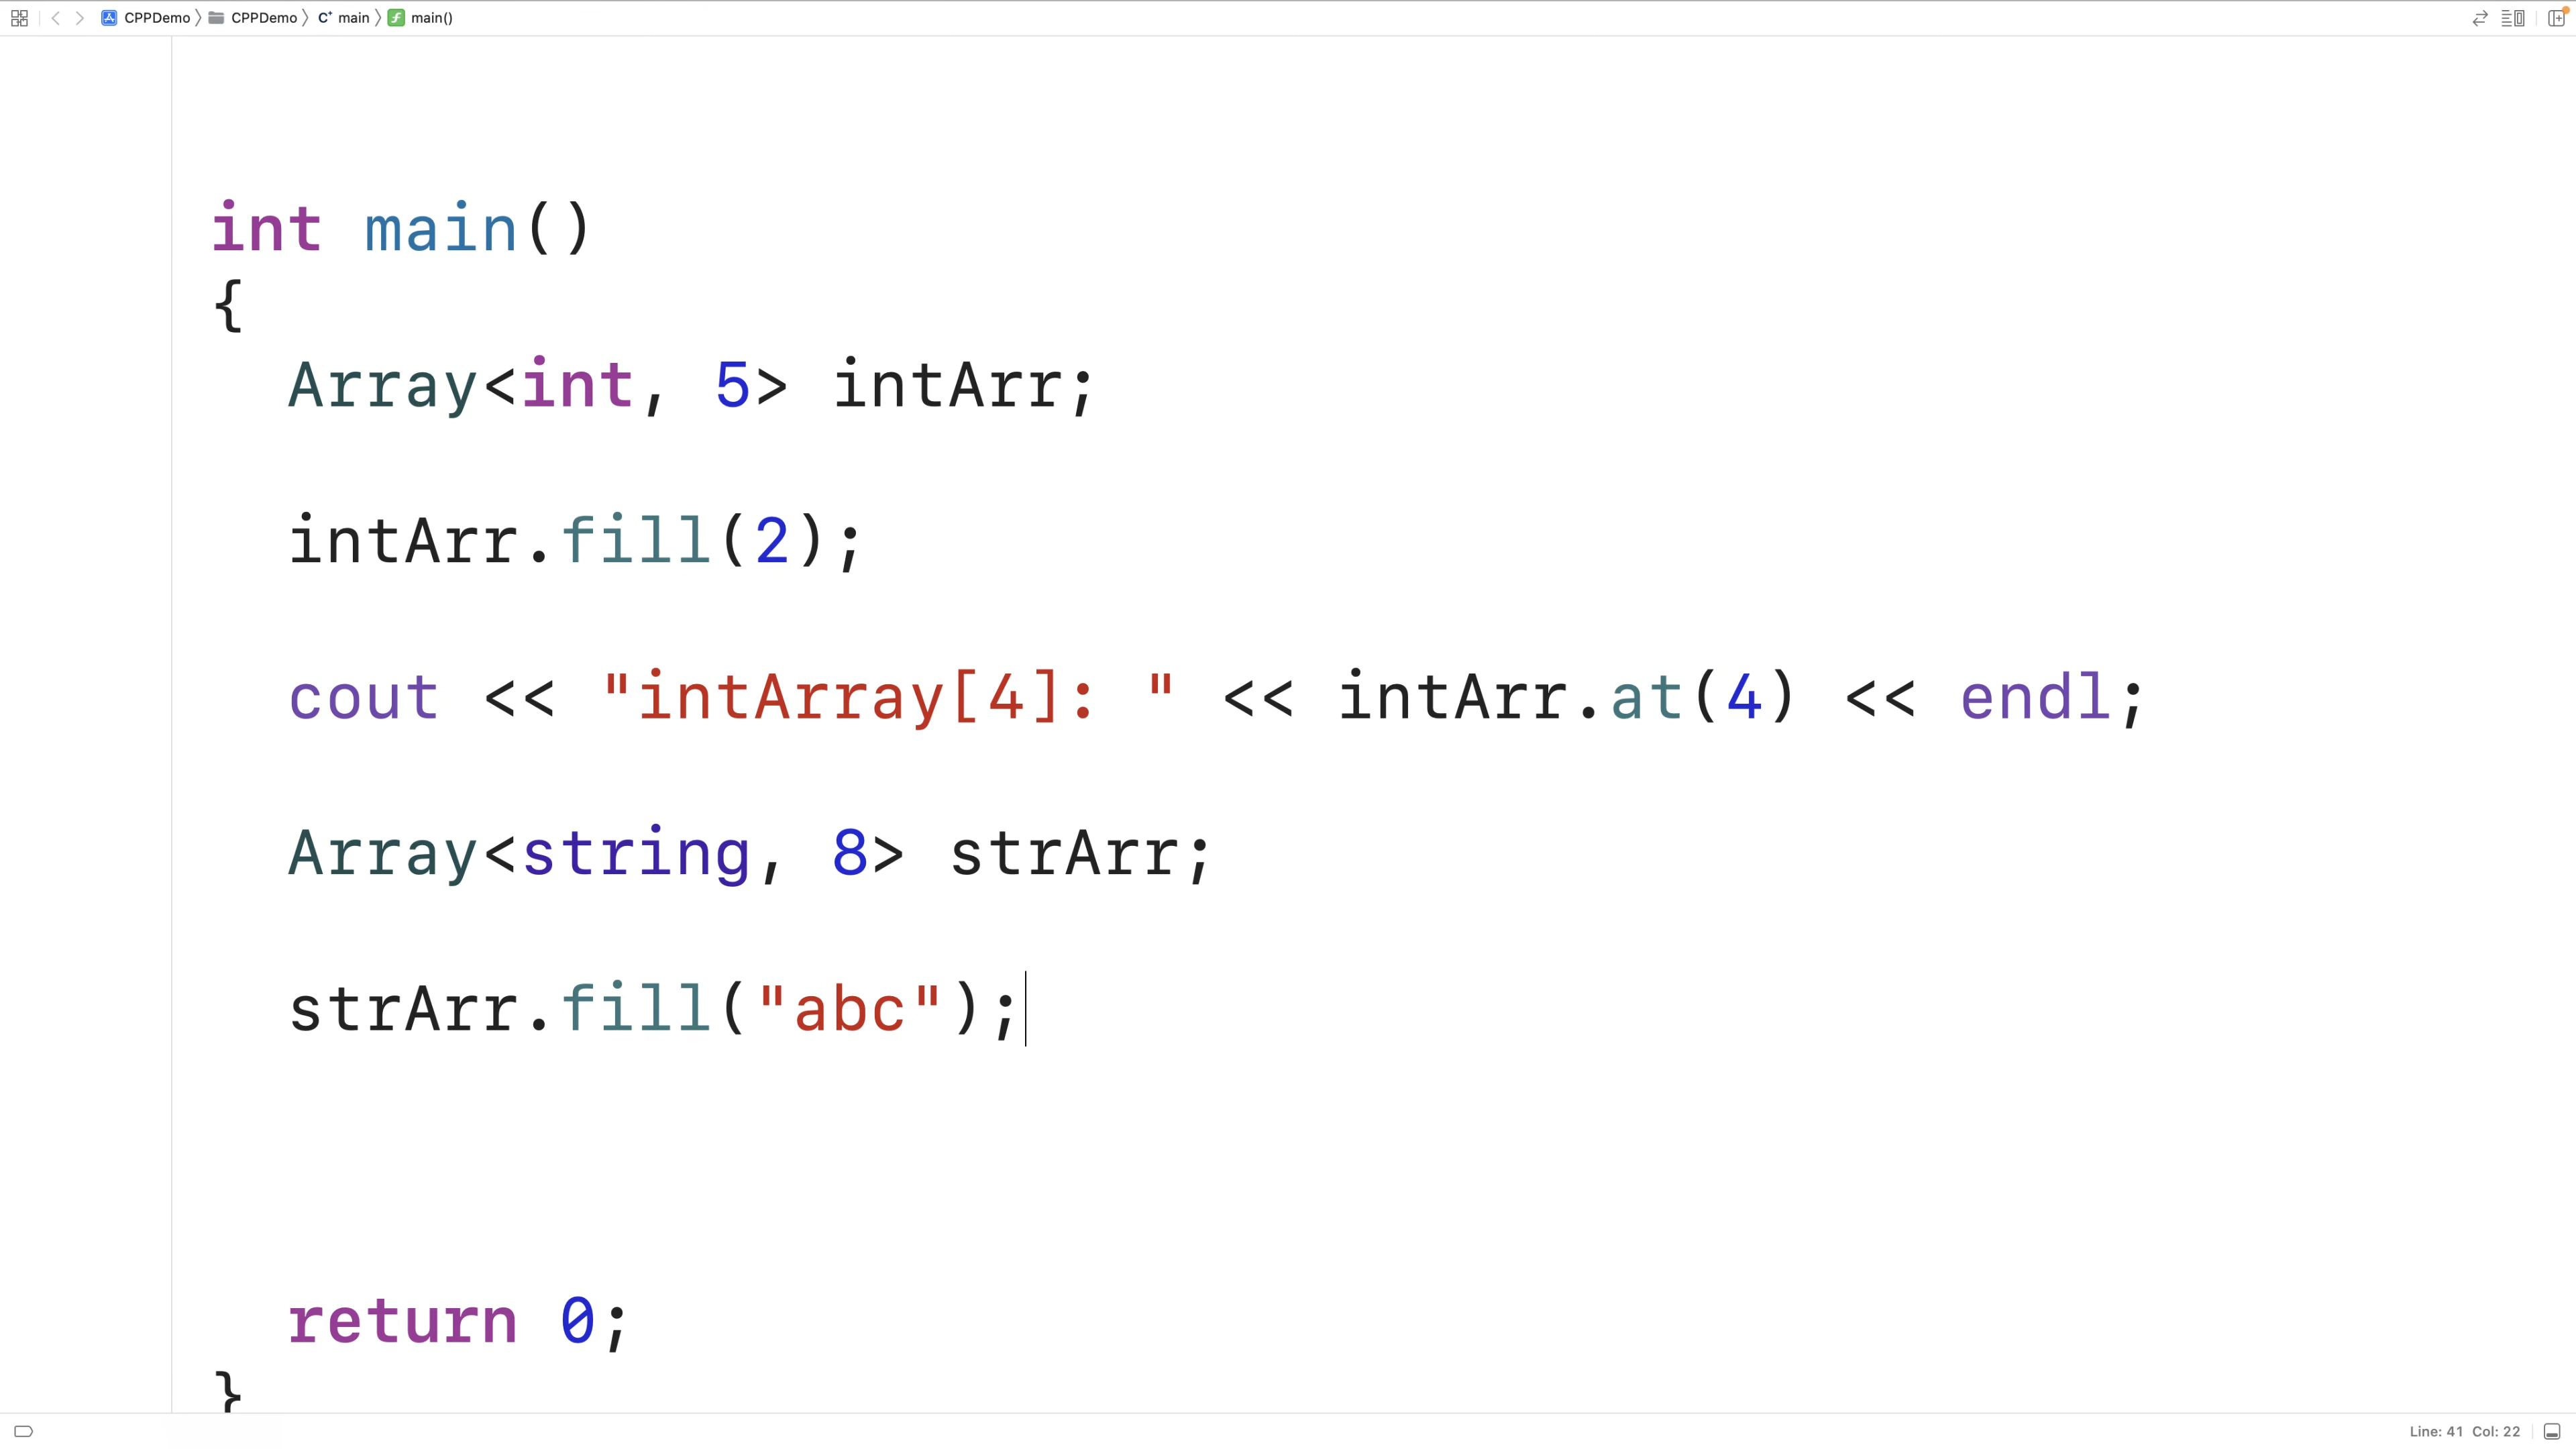 CPPDemo CPPDemo C+ main f main()
int main()
{
Array<int, 5> intArr;
intArr.fill(2);
cout << "intArray[4]: " << intArr.at(4) << endl;
Array<string, 8> strArr;
strArr.fill("abc");
return 0;
}
Line: 41 Col: 22